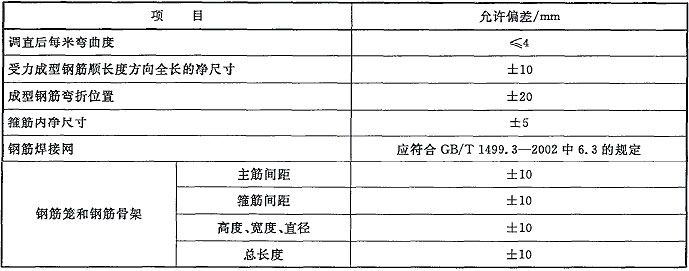 项 目 允许偏差/mm
调直后每米弯曲度 ≤4
受力成型钢筋顺长度方向全长的净尺寸 ±10
成型钢筋弯折位置 ±20
箍筋内净尺寸 ±5
钢筋焊接网 应符合 GB/T 1499.3—2002 中 6.3 的规定
钢筋笼和钢筋骨架 主筋间距 ±10
箍筋间距 ±10
高度、宽度、直径 ±10
总长度 ±10